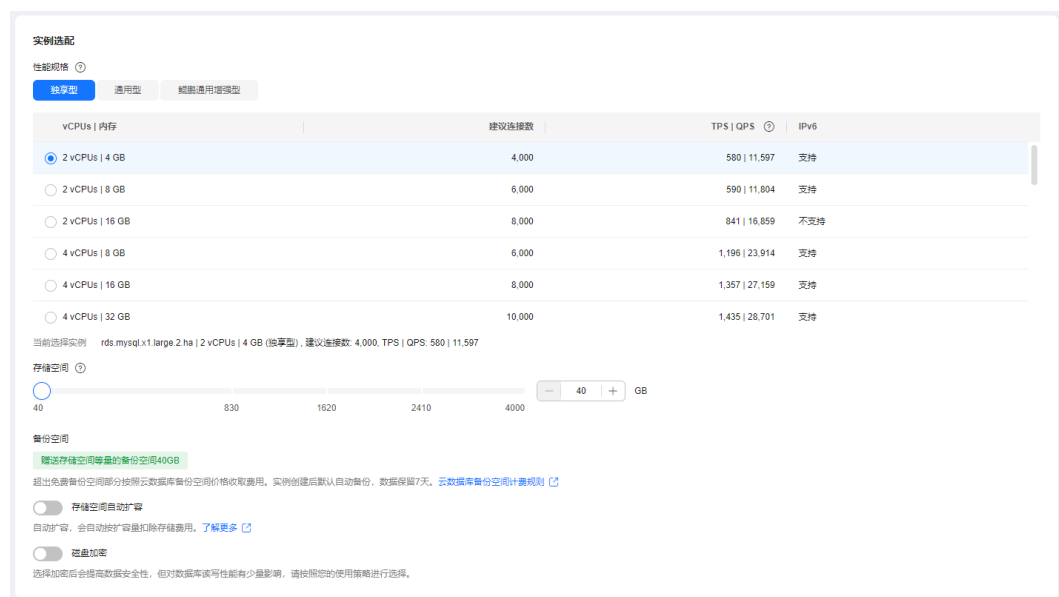 实例选配
性能规格
独享型 通用型 鲲鹏通用增强型
vCPUs | 内存 建议连接数 TPS | QPS IPv6
2 vCPUs | 4 GB 4,000 580 | 11,597 支持
2 vCPUs | 8 GB 6,000 590 | 11,804 支持
2 vCPUs | 16 GB 8,000 841 | 16,859 不支持
4 vCPUs | 8 GB 6,000 1,196 | 23,914 支持
4 vCPUs | 16 GB 8,000 1,357 | 27,159 支持
4 vCPUs | 32 GB 10,000 1,435 | 28,701 支持
当前选择实例 rds.mysql.x1.large.2.ha | 2 vCPUs | 4 GB (独享型) , 建议连接数: 4,000, TPS | QPS: 580 | 11,597
存储空间
40 GB
40 830 1620 2410 4000
备份空间
赠送存储空间等量的备份空间40GB
超出免费备份空间部分按照云数据库备份空间价格收取费用。实例创建后默认自动备份，数据保留7天。云数据库备份空间计费规则
存储空间自动扩容
自动扩容，会自动按扩容量扣除存储费用。了解更多
磁盘加密
选择加密后会提高数据安全性，但对数据库读写性能有少量影响，请按照您的使用策略进行选择。